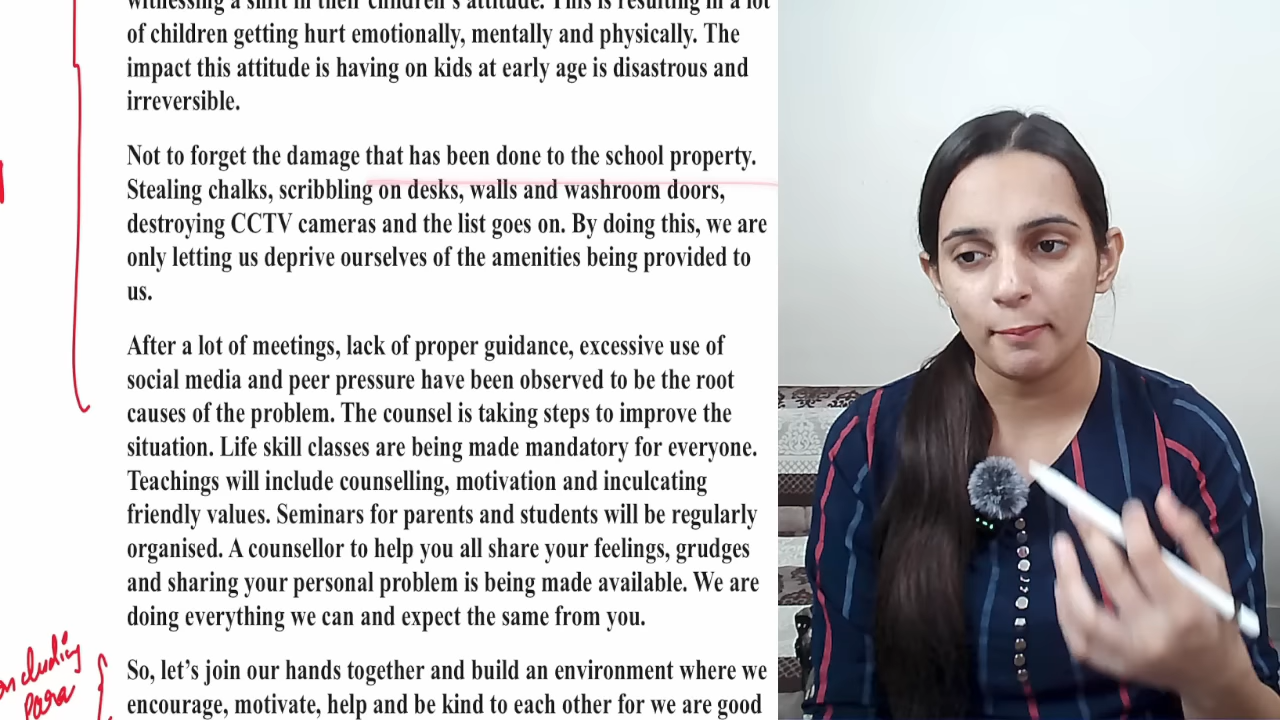 witnessing a shift in their children's attitude. This is resulting in a lot
of children getting hurt emotionally, mentally and physically. The
impact this attitude is having on kids at early age is disastrous and
irreversible.
Not to forget the damage that has been done to the school property.
Stealing chalks, scribbling on desks, walls and washroom doors,
destroying CCTV cameras and the list goes on. By doing this, we are
only letting us deprive ourselves of the amenities being provided to
us.
After a lot of meetings, lack of proper guidance, excessive use of
social media and peer pressure have been observed to be the root
causes of the problem. The counsel is taking steps to improve the
situation. Life skill classes are being made mandatory for everyone.
Teachings will include counselling, motivation and inculcating
friendly values. Seminars for parents and students will be regularly
organised. A counsellor to help you all share your feelings, grudges
and sharing your personal problem is being made available. We are
doing everything we can and expect the same from you.
ncluding
para
So, let's join our hands together and build an environment where we
encourage, motivate, help and be kind to each other for we are good